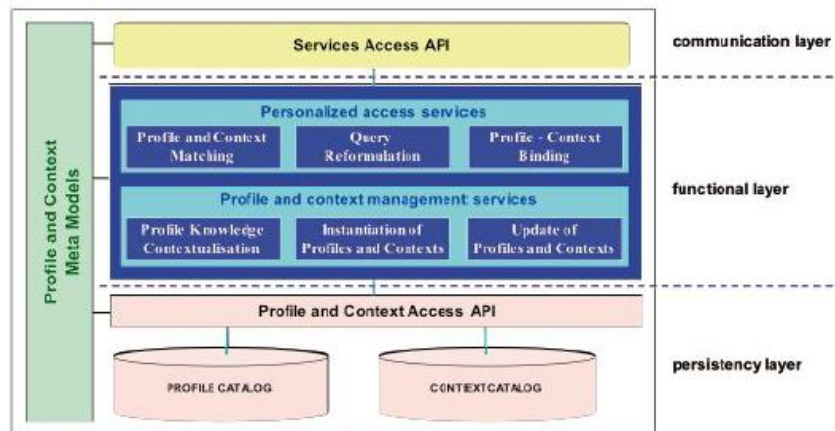 Services Access API
communication layer
Personalized access services
Profile and Context
Matching
Query
Reformulation
Profile - Context
Binding
functional layer
Profile and context management services
Profile Knowledge
Contextualisation
Instantiation of
Profiles and Contexts
Update of
Profiles and Contexts
Profile and Context
Meta Models
Profile and Context Access API
persistency layer
PROFILE CATALOG
CONTEXTCATALOG